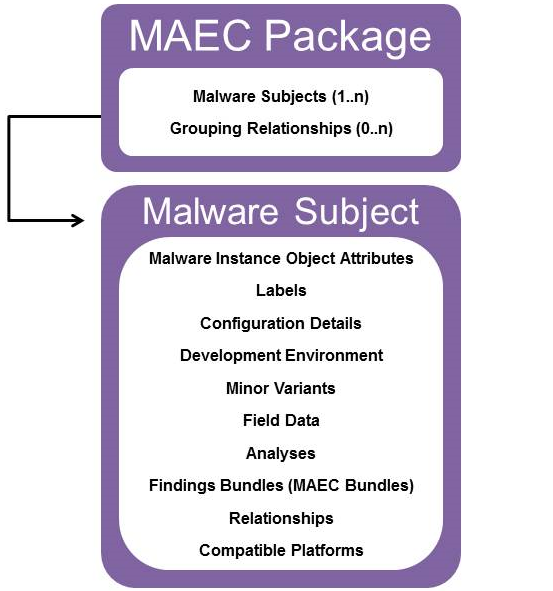 MAEC Package
Malware Subjects (1..n)
Grouping Relationships (0..n)
Malware Subject
Malware Instance Object Attributes
Labels
Configuration Details
Development Environment
Minor Variants
Field Data
Analyses
Findings Bundles (MAEC Bundles)
Relationships
Compatible Platforms